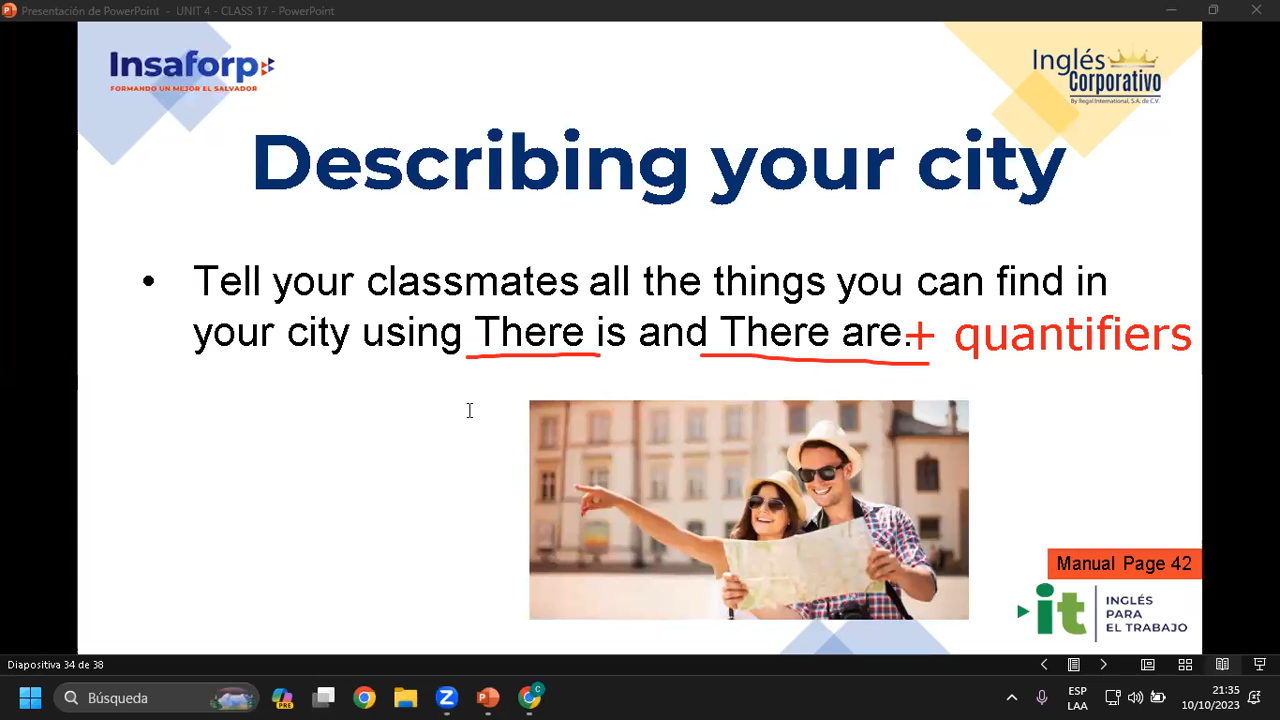 Presentación de PowerPoint - UNIT 4 - CLASS 17 - PowerPoint
Insaforp
FORMANDO UN MEJOR EL SALVADOR
Inglés
Corporativo
By Regal International, S.A. de C.V.
Describing your city
• Tell your classmates all the things you can find in
your city using There is and There are.+ quantifiers
Manual Page 42
it INGLÉS
PARA
EL TRABAJO
Diapositiva 34 de 38
Búsqueda
PRE
C
ESP
LAA
21:35
10/10/2023